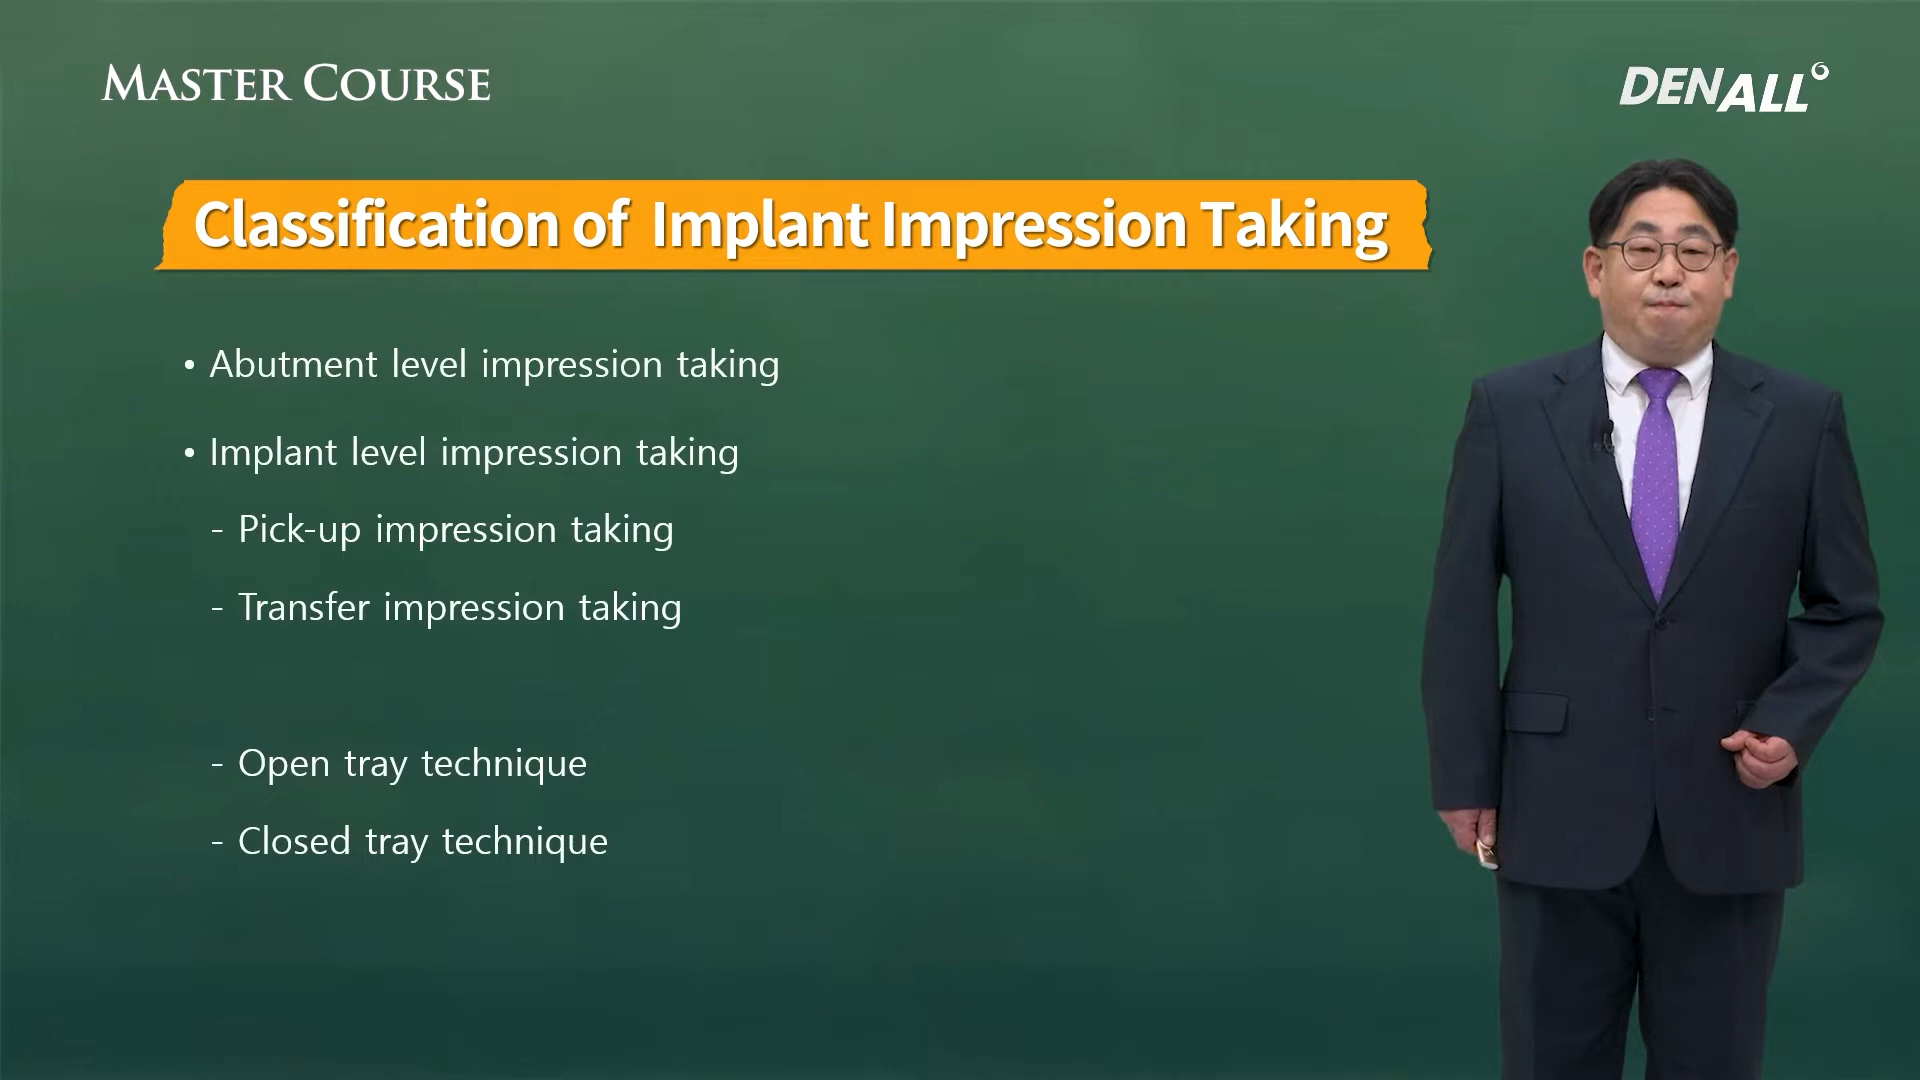 MASTER COURSE
DENALL
Classification of Implant Impression Taking
• Abutment level impression taking
• Implant level impression taking
- Pick-up impression taking
- Transfer impression taking
- Open tray technique
- Closed tray technique